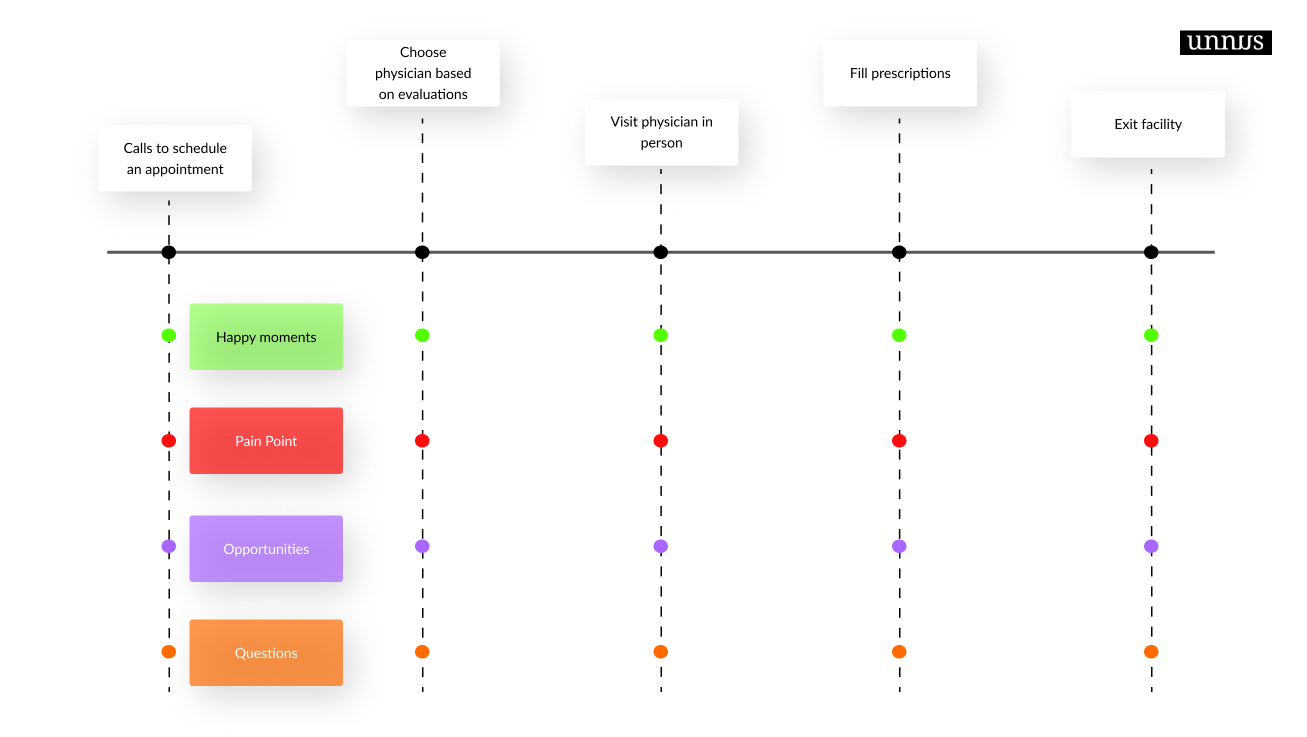 Choose
physician based
on evaluations
Fill prescriptions
unnus
Visit physician in
person
Exit facility
Calls to schedule
an appointment
Happy moments
Pain Point
Opportunities
Questions